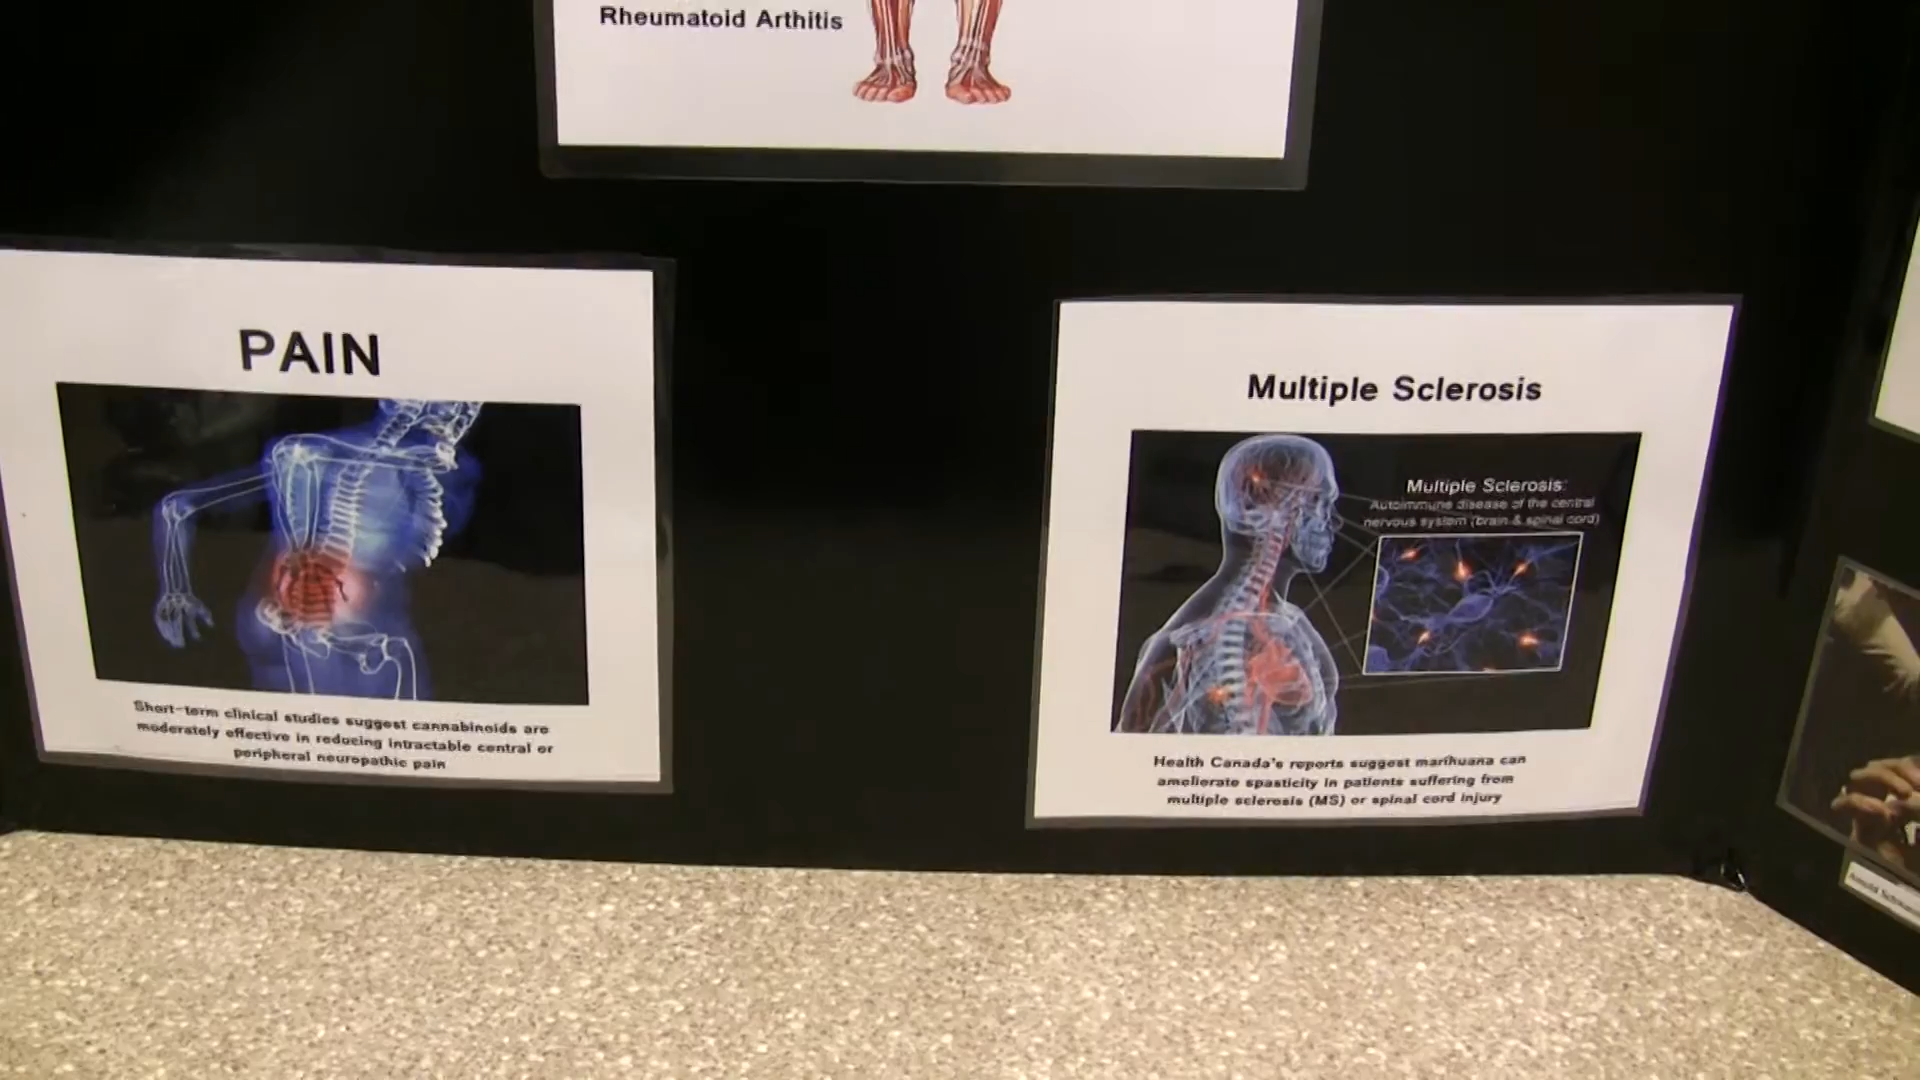 Rheumatoid Arthitis
PAIN
Short-term clinical studies suggest cannabinoids are
moderately effective in reducing intractable central or
peripheral neuropathic pain
Multiple Sclerosis
Multiple Sclerosis:
Autoimmune disease of the central
nervous system (brain & spinal cord)
Health Canada's reports suggest marihuana can
ameliorate spasticity in patients suffering from
multiple sclerosis (MS) or spinal cord injury